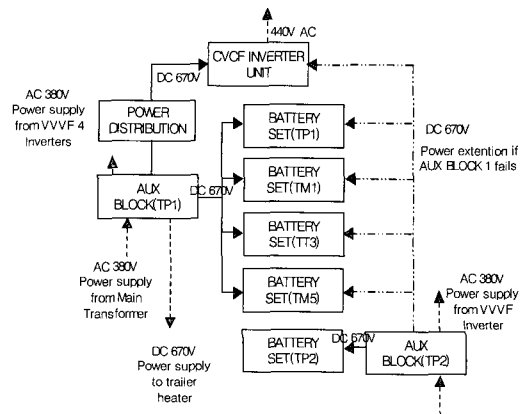 440V AC
CVCF INVERTER
UNIT
DC 670V
AC 380V
Power supply
from VVVF 4
Inverters
POWER
DISTRIBUTION
BATTERY
SET(TP1)
DC 670V
Power extention if
AUX BLOCK 1 fails
AUX
BLOCK(TP1)
DC 670V
BATTERY
SET(TM1)
BATTERY
SET(TT3)
AC 380V
Power supply
from Main
Transformer
BATTERY
SET(TM5)
AC 380V
Power supply
from VVVF
Inverter
DC 670V
Power supply
to trailer
heater
BATTERY
SET(TP2)
DC 670V
AUX
BLOCK(TP2)